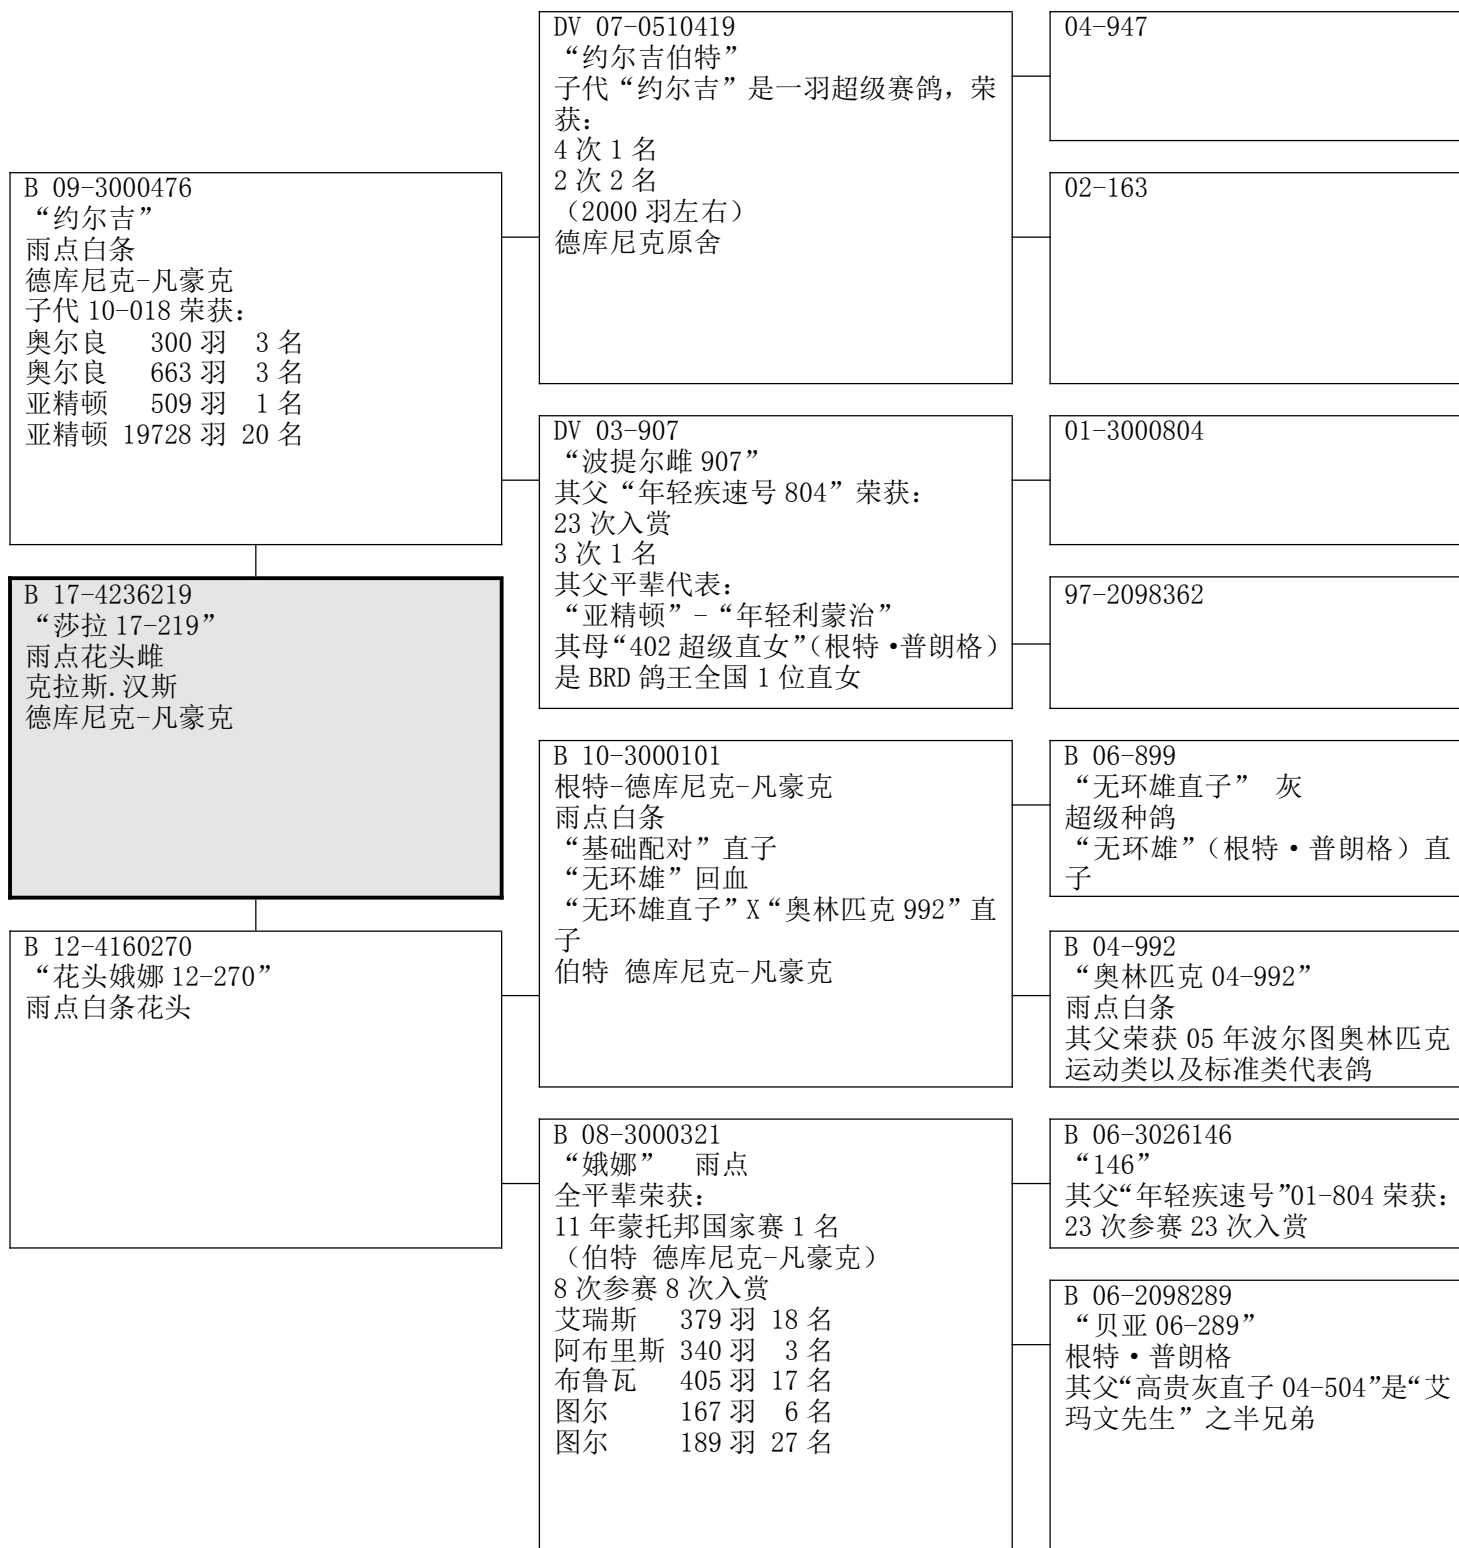 B 09-3000476
“约尔吉”
雨点白条
德库尼克-凡豪克
子代 10-018 荣获：
奥尔良 300 羽 3 名
奥尔良 663 羽 3 名
亚精顿 509 羽 1 名
亚精顿 19728 羽 20 名
B 17-4236219
“莎拉 17-219”
雨点花头雌
克拉斯.汉斯
德库尼克-凡豪克
B 12-4160270
“花头娥娜 12-270”
雨点白条花头
DV 07-0510419
“约尔吉伯特”
子代“约尔吉”是一羽超级赛鸽，荣
获：
4 次 1 名
2 次 2 名
（2000 羽左右）
德库尼克原舍
DV 03-907
“波提尔雌 907”
其父“年轻疾速号 804”荣获：
23 次入赏
3 次 1 名
其父平辈代表：
“亚精顿”-“年轻利蒙治”
其母“402 超级直女”（根特•普朗格）
是 BRD 鸽王全国 1 位直女
B 10-3000101
根特-德库尼克-凡豪克
雨点白条
“基础配对”直子
“无环雄”回血
“无环雄直子”X“奥林匹克 992”直
子
伯特 德库尼克-凡豪克
B 08-3000321
“娥娜” 雨点
全平辈荣获：
11 年蒙托邦国家赛 1 名
（伯特 德库尼克-凡豪克）
8 次参赛 8 次入赏
艾瑞斯 379 羽 18 名
阿布里斯 340 羽 3 名
布鲁瓦 405 羽 17 名
图尔 167 羽 6 名
图尔 189 羽 27 名
04-947
02-163
01-3000804
97-2098362
B 06-899
“无环雄直子” 灰
超级种鸽
“无环雄”（根特•普朗格）直
子
B 04-992
“奥林匹克 04-992”
雨点白条
其父荣获 05 年波尔图奥林匹克
运动类以及标准类代表鸽
B 06-3026146
“146”
其父“年轻疾速号”01-804 荣获：
23 次参赛 23 次入赏
B 06-2098289
“贝亚 06-289”
根特•普朗格
其父“高贵灰直子 04-504”是“艾
玛文先生”之半兄弟